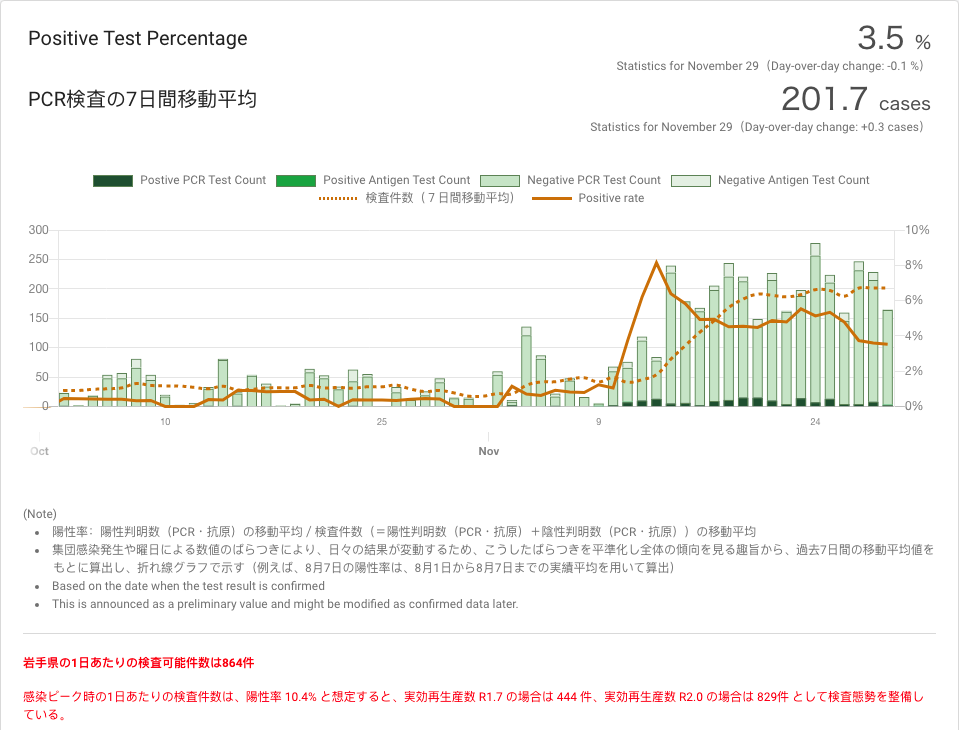 Positive Test Percentage
3.5 %
Statistics for November 29（Day-over-day change: -0.1 %）
PCR検査の7日間移動平均
201.7 cases
Statistics for November 29（Day-over-day change: +0.3 cases）
Postive PCR Test Count Positive Antigen Test Count Negative PCR Test Count Negative Antigen Test Count
検査件数（７日間移動平均） Positive rate
300 10%
250 8%
200 6%
150 4%
100 2%
50 0%
0
10 25 9 24
Oct Nov
(Note)
陽性率：陽性判明数（PCR・抗原）の移動平均 / 検査件数（＝陽性判明数（PCR・抗原）＋陰性判明数（PCR・抗原））の移動平均
集団感染発生や曜日による数値のばらつきにより、日々の結果が変動するため、こうしたばらつきを平準化し全体の傾向を見る趣旨から、過去7日間の移動平均値を
もとに算出し、折れ線グラフで示す（例えば、8月7日の陽性率は、8月1日から8月7日までの実績平均を用いて算出）
Based on the date when the test result is confirmed
This is announced as a preliminary value and might be modified as confirmed data later.
岩手県の1日あたりの検査可能件数は864件
感染ピーク時の1日あたりの検査件数は、陽性率 10.4% と想定すると、実効再生産数 R1.7 の場合は 444 件、実効再生産数 R2.0 の場合は 829件 として検査態勢を整備し
ている。